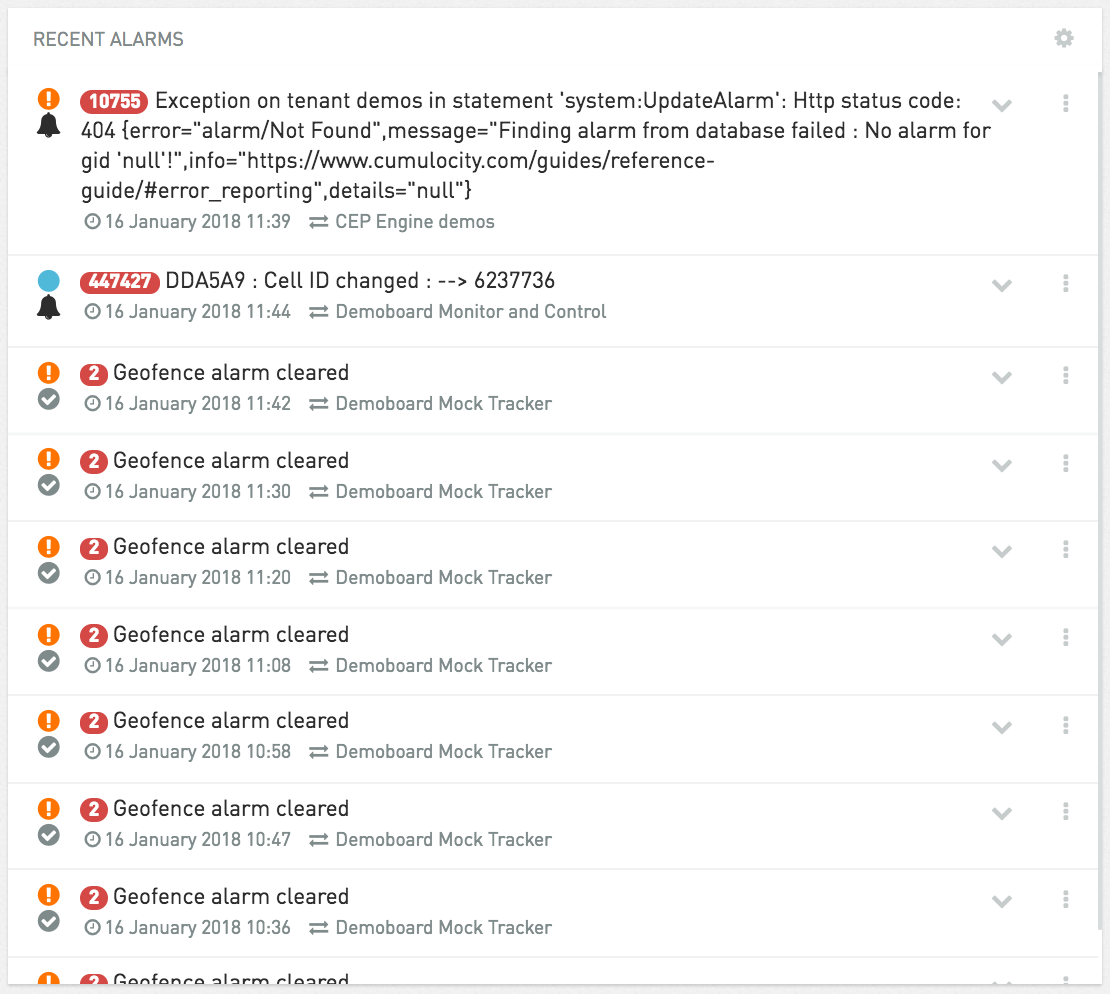 RECENT ALARMS
10755 Exception on tenant demos in statement 'system:UpdateAlarm': Http status code:
404 {error="alarm/Not Found",message="Finding alarm from database failed : No alarm for
gid 'null'!",info="https://www.cumulocity.com/guides/reference-
guide/#error_reporting",details="null"}
16 January 2018 11:39 CEP Engine demos
447427 DDA5A9 : Cell ID changed : --> 6237736
16 January 2018 11:44 Demoboard Monitor and Control
2 Geofence alarm cleared
16 January 2018 11:42 Demoboard Mock Tracker
2 Geofence alarm cleared
16 January 2018 11:30 Demoboard Mock Tracker
2 Geofence alarm cleared
16 January 2018 11:20 Demoboard Mock Tracker
2 Geofence alarm cleared
16 January 2018 11:08 Demoboard Mock Tracker
2 Geofence alarm cleared
16 January 2018 10:58 Demoboard Mock Tracker
2 Geofence alarm cleared
16 January 2018 10:47 Demoboard Mock Tracker
2 Geofence alarm cleared
16 January 2018 10:36 Demoboard Mock Tracker
2 Geofence alarm cleared